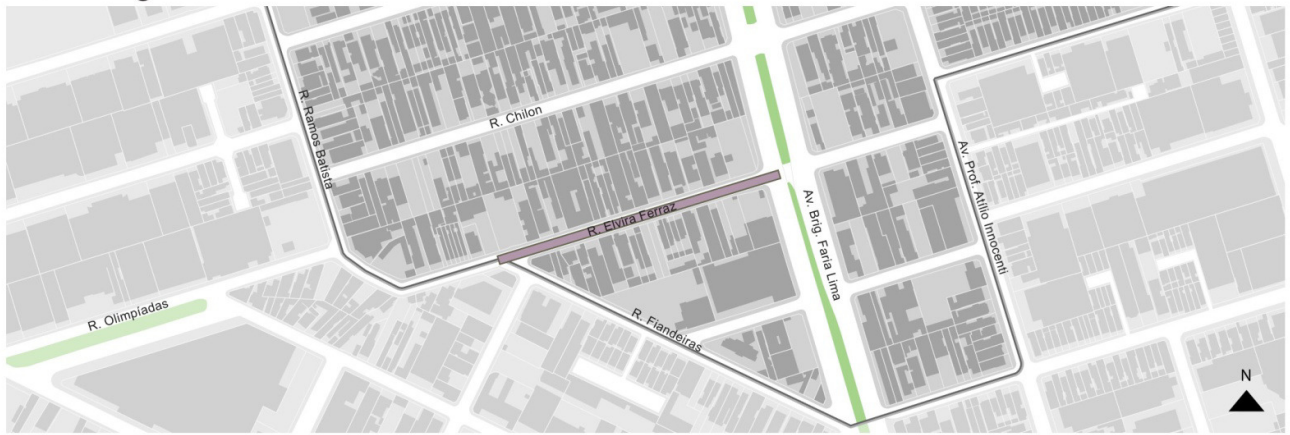 R. Ramos Batista
R. Chilon
R. Elvira Ferraz
Av. Brig. Faria Lima
Av. Prof. Atílio Innocenti
R. Olimpíadas
R. Fiandeiras
N